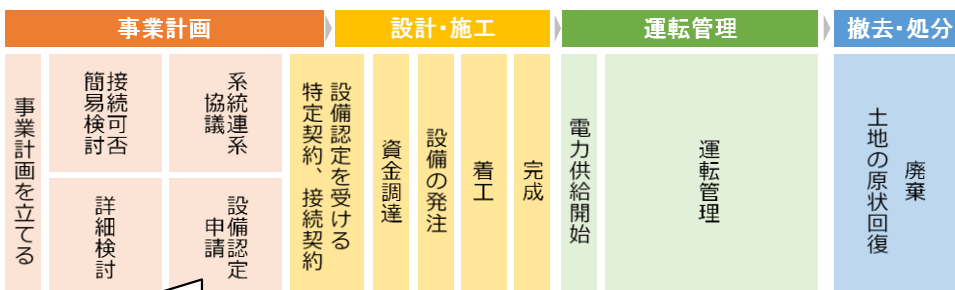 事業計画
設計・施工
運転管理
撤去・処分
事業計画を立てる
接続可否
簡易検討
系統連系
協議
詳細検討
設備認定
申請
設備認定を受ける
特定契約、接続契約
資金調達
設備の発注
着工
完成
電力供給開始
運転管理
廃棄
土地の原状回復